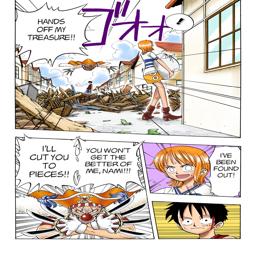 HANDS
OFF MY
TREASURE!!
ゴオオ
I'LL
CUT YOU
TO
PIECES!!
YOU WON'T
GET THE
BETTER OF
ME, NAMI!!!
I'VE
BEEN
FOUND
OUT!